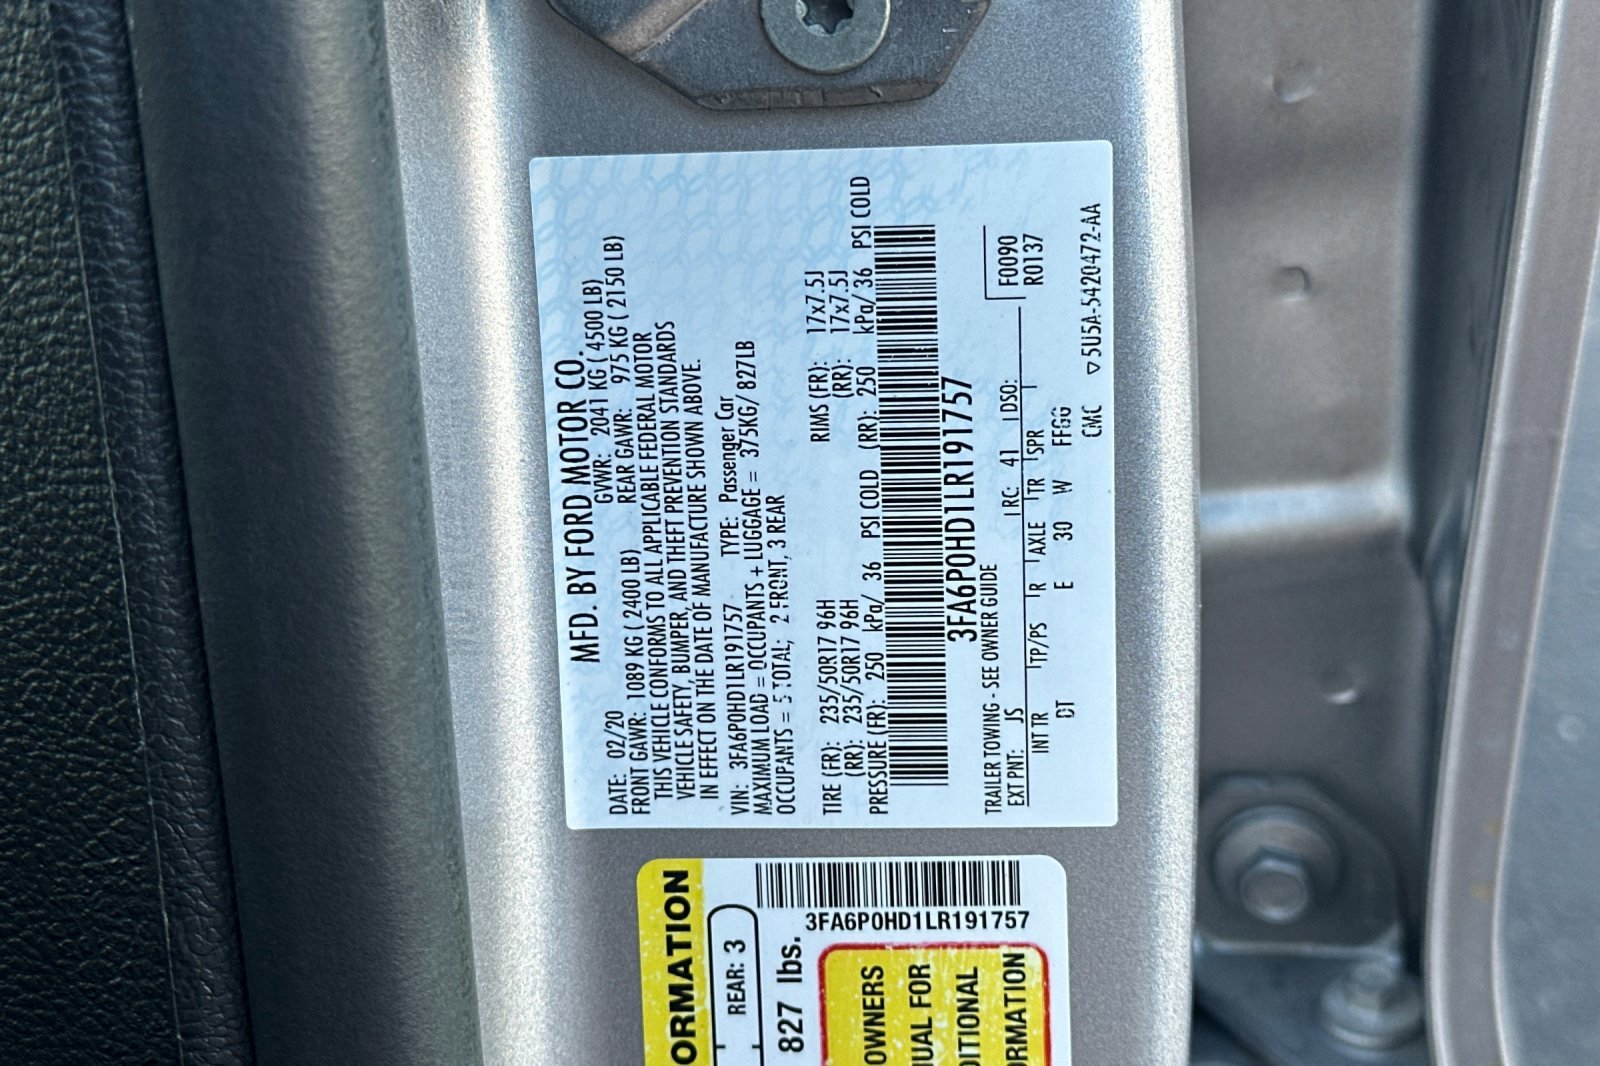 MFD. BY FORD MOTOR CO.
DATE: 02/20 GVWR: 2041 KG ( 4500 LB)
FRONT GAWR: 1089 KG ( 2400 LB) REAR GAWR: 975 KG ( 2150 LB)
THIS VEHICLE CONFORMS TO ALL APPLICABLE FEDERAL MOTOR
VEHICLE SAFETY, BUMPER, AND THEFT PREVENTION STANDARDS
IN EFFECT ON THE DATE OF MANUFACTURE SHOWN ABOVE.
VIN: 3FA6P0HD1LR191757 TYPE: Passenger Car
MAXIMUM LOAD = OCCUPANTS + LUGGAGE = 375KG/ 827LB
OCCUPANTS = 5 TOTAL; 2 FRONT, 3 REAR
TIRE (FR): 235/50R17 96H RIMS (FR): 17x7.5J
(RR): 235/50R17 96H (RR): 17x7.5J
PRESSURE (FR): 250 kPa/ 36 PSI COLD (RR): 250 kPa/ 36 PSI COLD
3FA6P0HD1LR191757
TRAILER TOWING - SEE OWNER GUIDE
F0090
R0137
EXT PNT: JS RC: 41 DSO:
INT TR TP/PS R AXLE TR SPR
DT E 30 W FFGG
CMC ▽5U5A-5420472-AA
ORMATION
REAR: 3
827 lbs.
3FA6P0HD1LR191757
OWNERS
UAL FOR
DITIONAL
ORMATION